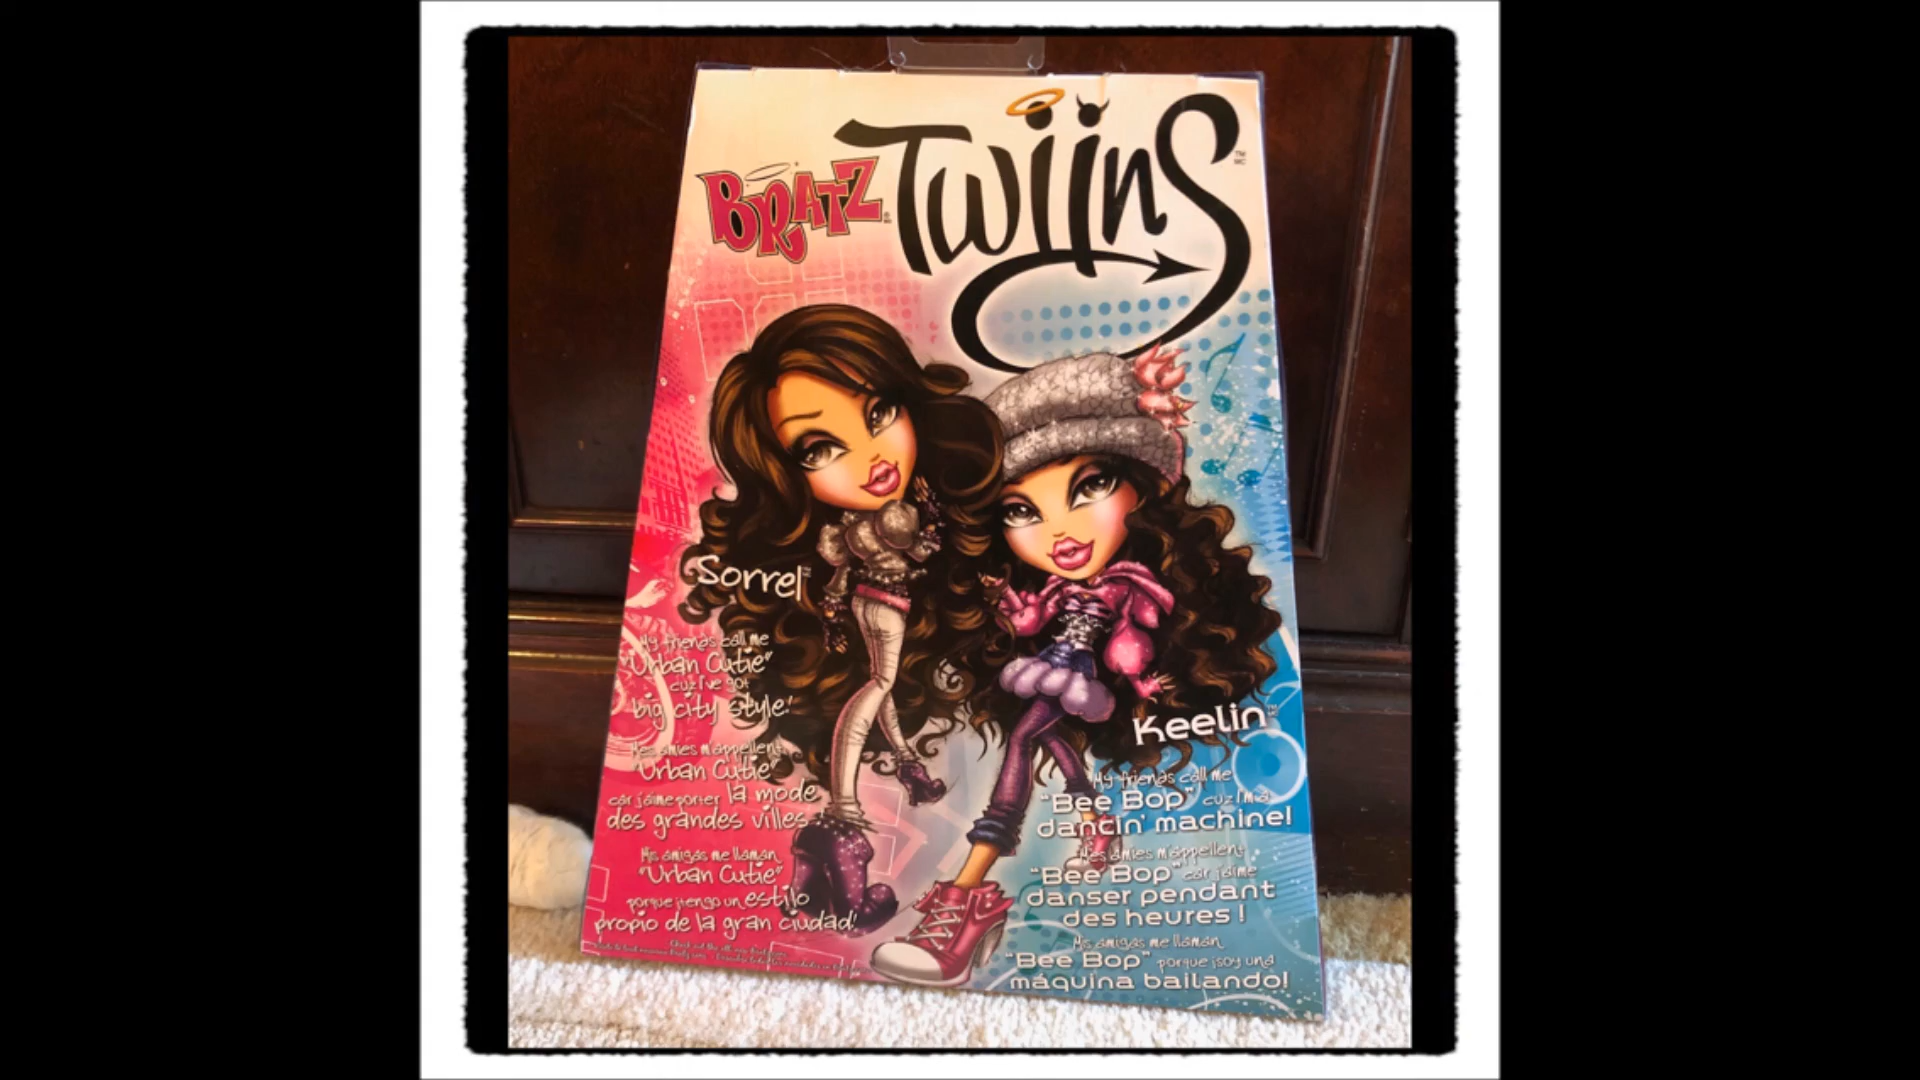 BRATZ Twiins
Sorrel
My friends call me
"Urban Cutie"
cuz I've got
big city style!
Mes amies m'appellent
"Urban Cutie"
car j'aime porter la mode
des grandes villes
Mis amigas me llaman
"Urban Cutie"
porque ¡tengo un estilo
propio de la gran ciudad!
Keelin
My friends call me
"Bee Bop" cuz I'm a
dancin' machine!
Mes amies m'appellent
"Bee Bop" car j'aime
danser pendant
des heures !
Mis amigas me llaman
"Bee Bop" porque ¡soy una
máquina bailando!